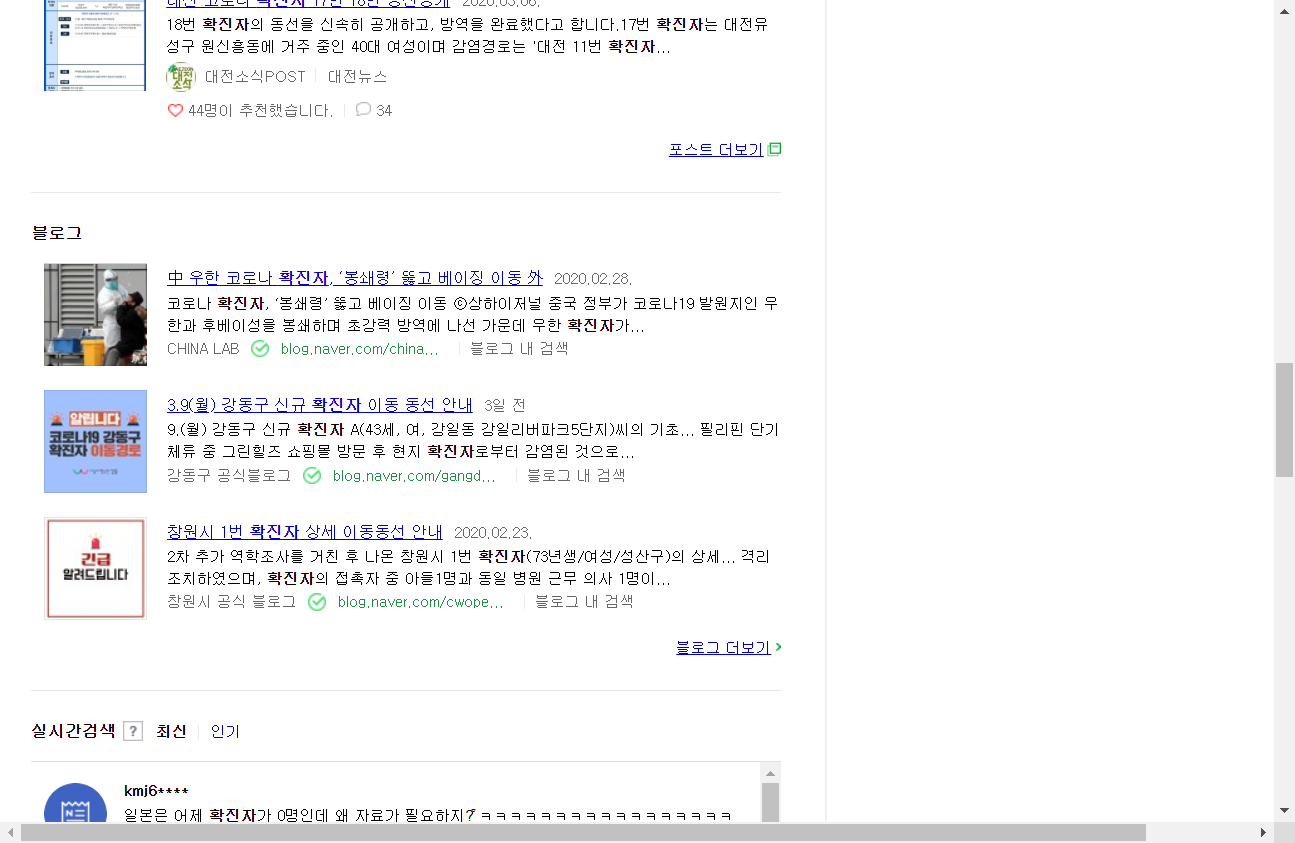 대전 코로나 확진자 17번 18번 동선공개 2020.03.06.
18번 확진자의 동선을 신속히 공개하고, 방역을 완료했다고 합니다.17번 확진자는 대전유
성구 원신흥동에 거주 중인 40대 여성이며 감염경로는 '대전 11번 확진자...
대전소식POST 대전뉴스
44명이 추천했습니다. 34
포스트 더보기
블로그
中 우한 코로나 확진자, ‘봉쇄령’ 뚫고 베이징 이동 外 2020.02.28.
코로나 확진자, ‘봉쇄령’ 뚫고 베이징 이동 ©상하이저널 중국 정부가 코로나19 발원지인 우
한과 후베이성을 봉쇄하며 초강력 방역에 나선 가운데 우한 확진자가...
CHINA LAB blog.naver.com/china... 블로그 내 검색
알립니다
코로나19 강동구
확진자 이동경로
3.9(월) 강동구 신규 확진자 이동 동선 안내 3일 전
9.(월) 강동구 신규 확진자 A(43세, 여, 강일동 강일리버파크5단지)씨의 기초... 필리핀 단기
체류 중 그린힐즈 쇼핑몰 방문 후 현지 확진자로부터 감염된 것으로...
강동구 공식블로그 blog.naver.com/gangd... 블로그 내 검색
긴급
알려드립니다
창원시 1번 확진자 상세 이동동선 안내 2020.02.23.
2차 추가 역학조사를 거친 후 나온 창원시 1번 확진자(73년생/여성/성산구)의 상세... 격리
조치하였으며, 확진자의 접촉자 중 아들1명과 동일 병원 근무 의사 1명이...
창원시 공식 블로그 blog.naver.com/cwope... 블로그 내 검색
블로그 더보기
실시간검색 ? 최신 인기
kmj6****
일본은 어제 확진자가 0명인데 왜 자료가 필요하지? ㅋㅋㅋㅋㅋㅋㅋㅋㅋㅋㅋㅋㅋㅋㅋㅋㅋ